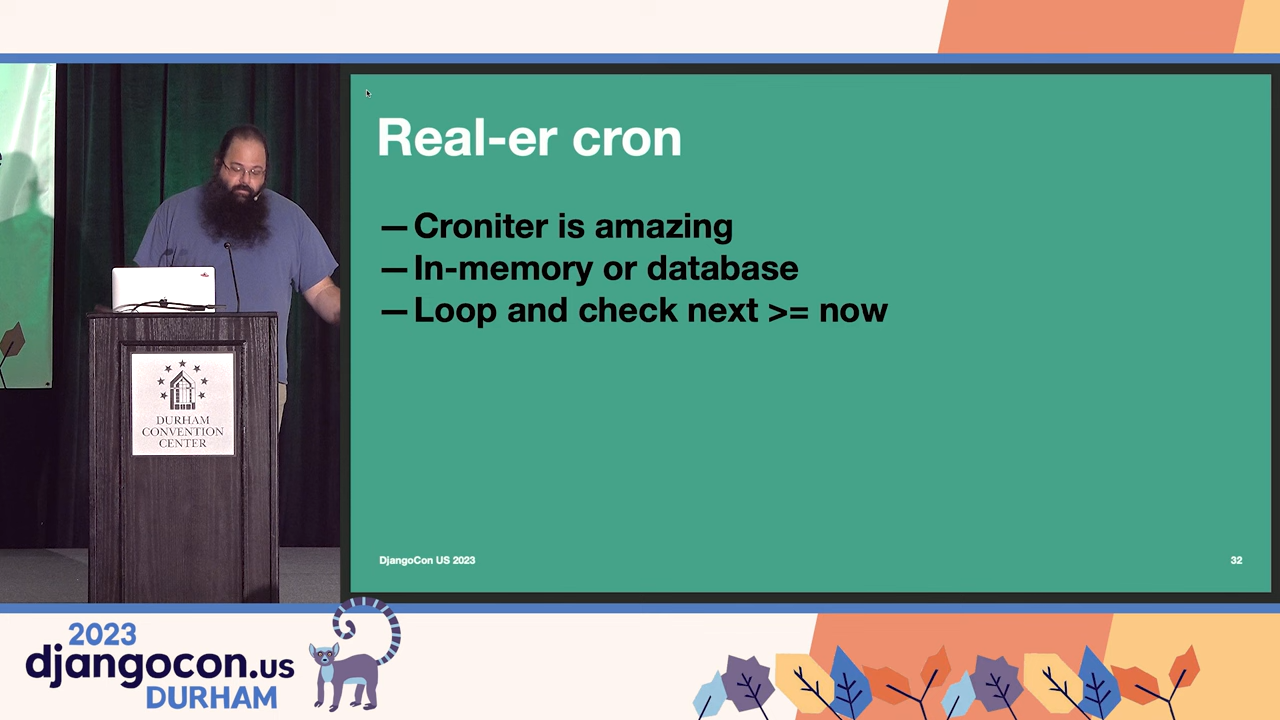 Real-er cron
— Croniter is amazing
— In-memory or database
— Loop and check next >= now
DjangoCon US 2023
32
DURHAM
CONVENTION
CENTER
2023
djangocon.us
DURHAM